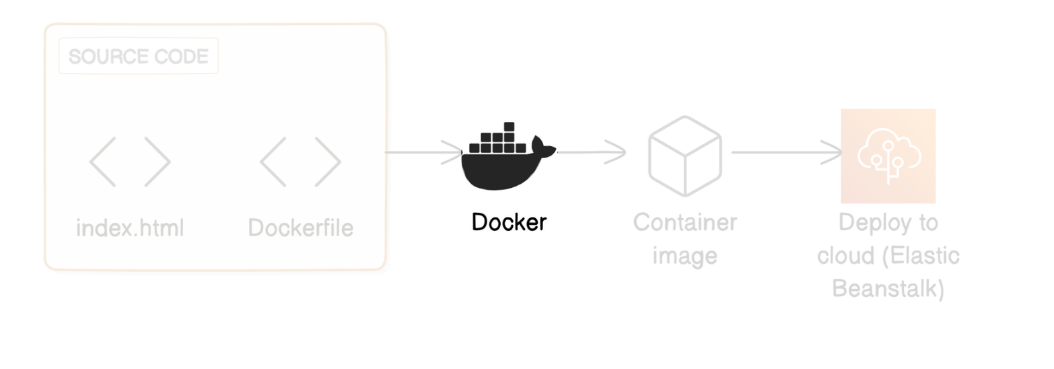 SOURCE CODE
index.html
Dockerfile
Docker
Container
image
Deploy to
cloud (Elastic
Beanstalk)